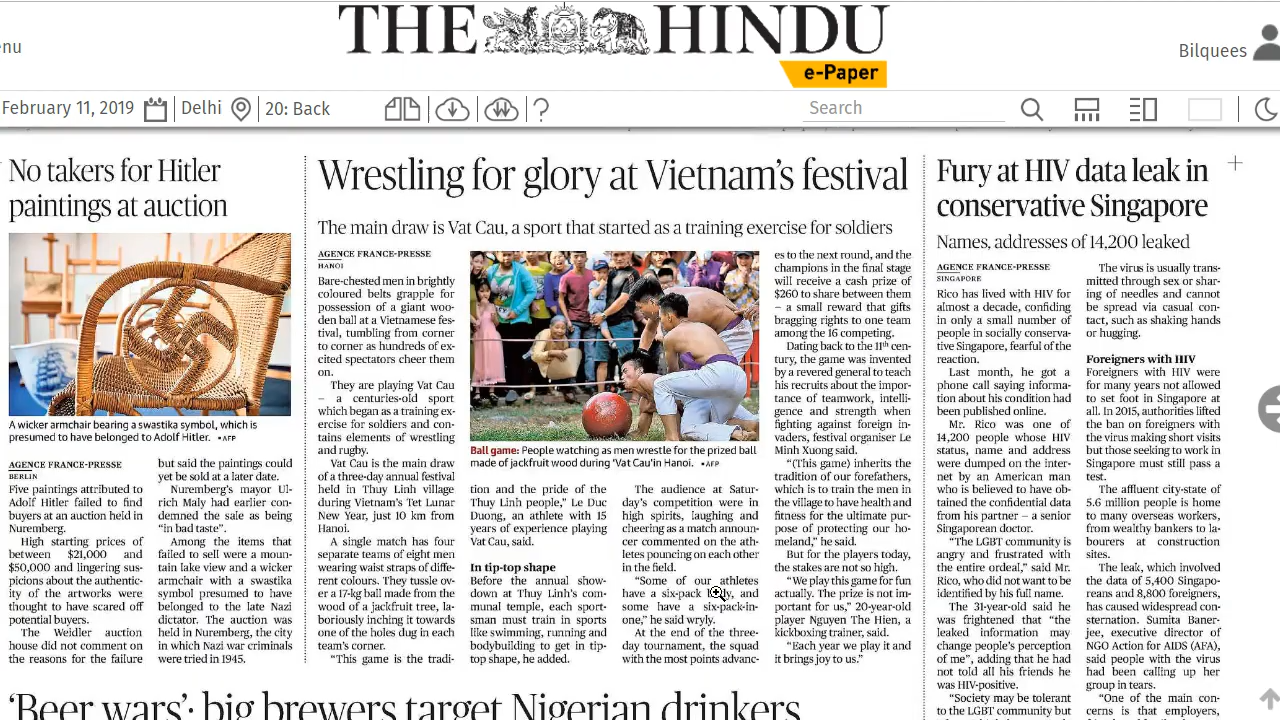 THE HINDU
e-Paper
enu
Bilquees
February 11, 2019
Delhi
20: Back
?
Search
No takers for Hitler
paintings at auction
A wicker armchair bearing a swastika symbol, which is
presumed to have belonged to Adolf Hitler. •AFP
AGENCE FRANCE-PRESSE
BERLIN
Five paintings attributed to
Adolf Hitler failed to find
buyers at an auction held in
Nuremberg.
High starting prices of
between $21,000 and
$50,000 and lingering sus-
picions about the authentic-
ity of the artworks were
thought to have scared off
potential buyers.
The Weidler auction
house did not comment on
the reasons for the failure
but said the paintings could
yet be sold at a later date.
Nuremberg's mayor Ul-
rich Maly had earlier con-
demned the sale as being
"in bad taste".
Among the items that
failed to sell were a moun-
tain lake view and a wicker
armchair with a swastika
symbol presumed to have
belonged to the late Nazi
dictator. The auction was
held in Nuremberg, the city
in which Nazi war criminals
were tried in 1945.
Wrestling for glory at Vietnam's festival
The main draw is Vat Cau, a sport that started as a training exercise for soldiers
AGENCE FRANCE-PRESSE
HANOI
Bare-chested men in brightly
coloured belts grapple for
possession of a giant woo-
den ball at a Vietnamese fes-
tival, tumbling from corner
to corner as hundreds of ex-
cited spectators cheer them
on.
They are playing Vat Cau
– a centuries-old sport
which began as a training ex-
ercise for soldiers and con-
tains elements of wrestling
and rugby.
Vat Cau is the main draw
of a three-day annual festival
held in Thuy Linh village
during Vietnam's Tet Lunar
New Year, just 10 km from
Hanoi.
A single match has four
separate teams of eight men
wearing waist straps of differ-
ent colours. They tussle ov-
er a 17-kg ball made from the
wood of a jackfruit tree, la-
boriously inching it towards
one of the holes dug in each
team's corner.
"This game is the tradi-
Ball game: People watching as men wrestle for the prized ball
made of jackfruit wood during 'Vat Cau'in Hanoi. •AFP
tion and the pride of the
Thuy Linh people," Le Duc
Duong, an athlete with 15
years of experience playing
Vat Cau, said.
In tip-top shape
Before the annual show-
down at Thuy Linh's com-
munal temple, each sport-
sman must train in sports
like swimming, running and
bodybuilding to get in tip-
top shape, he added.
The audience at Satur-
day's competition were in
high spirits, laughing and
cheering as a match announ-
cer commented on the ath-
letes pouncing on each other
in the field.
"Some of our athletes
have a six-pack belly, and
some have a six-pack-in-
one," he said wryly.
At the end of the three-
day tournament, the squad
with the most points advanc-
es to the next round, and the
champions in the final stage
will receive a cash prize of
$260 to share between them
– a small reward that gifts
bragging rights to one team
among the 16 competing.
Dating back to the 11th cen-
tury, the game was invented
by a revered general to teach
his recruits about the impor-
tance of teamwork, intelli-
gence and strength when
fighting against foreign in-
vaders, festival organiser Le
Minh Xuong said.
"(This game) inherits the
tradition of our forefathers,
which is to train the men in
the village to have health and
fitness for the ultimate pur-
pose of protecting our ho-
meland," he said.
But for the players today,
the stakes are not so high.
"We play this game for fun
actually. The prize is not im-
portant for us," 20-year-old
player Nguyen The Hien, a
kickboxing trainer, said.
"Each year we play it and
it brings joy to us."
Fury at HIV data leak in
conservative Singapore
Names, addresses of 14,200 leaked
AGENCE FRANCE-PRESSE
SINGAPORE
Rico has lived with HIV for
almost a decade, confiding
in only a small number of
people in socially conserva-
tive Singapore, fearful of the
reaction.
Last month, he got a
phone call saying informa-
tion about his condition had
been published online.
Mr. Rico was one of
14,200 people whose HIV
status, name and address
were dumped on the inter-
net by an American man
who is believed to have ob-
tained the confidential data
from his partner – a senior
Singaporean doctor.
"The LGBT community is
angry and frustrated with
the entire ordeal," said Mr.
Rico, who did not want to be
identified by his full name.
The 31-year-old said he
was frightened that "the
leaked information may
change people's perception
of me", adding that he had
not told all his friends he
was HIV-positive.
"Society may be tolerant
to the LGBT community but
The virus is usually trans-
mitted through sex or shar-
ing of needles and cannot
be spread via casual con-
tact, such as shaking hands
or hugging.
Foreigners with HIV
Foreigners with HIV were
for many years not allowed
to set foot in Singapore at
all. In 2015, authorities lifted
the ban on foreigners with
the virus making short visits
but those seeking to work in
Singapore must still pass a
test.
The affluent city-state of
5.6 million people is home
to many overseas workers,
from wealthy bankers to la-
bourers at construction
sites.
The leak, which involved
the data of 5,400 Singapo-
reans and 8,800 foreigners,
has caused widespread con-
sternation. Sumita Baner-
jee, executive director of
NGO Action for AIDS (AFA),
said people with the virus
had been calling up her
group in tears.
"One of the main con-
cerns is that employers,
'Beer wars': big brewers target Nigerian drinkers